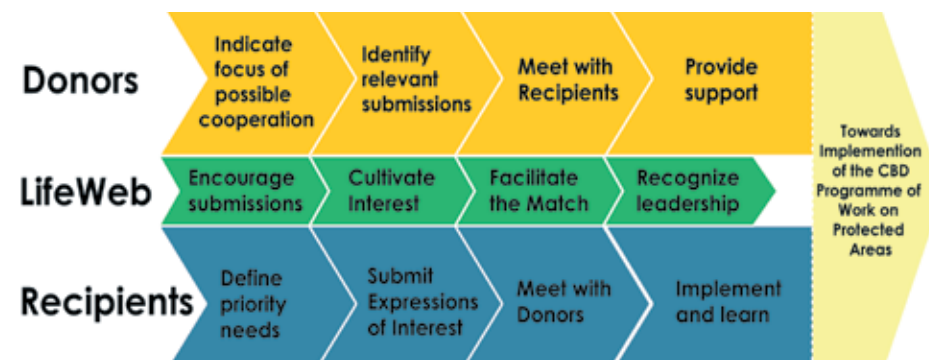 Donors
Indicate
focus of
possible
cooperation
Identify
relevant
submissions
Meet with
Recipients
Provide
support
LifeWeb
Encourage
submissions
Cultivate
Interest
Facilitate
the Match
Recognize
leadership
Recipients
Define
priority
needs
Submit
Expressions
of Interest
Meet with
Donors
Implement
and learn
Towards
Implemention
of the CBD
Programme of
Work on
Protected
Areas